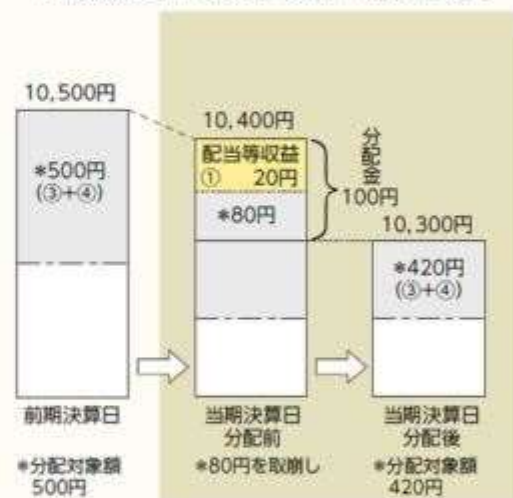 10,500円
*500円
(③+④)
前期決算日
*分配対象額
500円
10,400円
配当等収益
① 20円
*80円
分配金
100円
当期決算日
分配前
*80円を取崩し
10,300円
*420円
(③+④)
当期決算日
分配後
*分配対象額
420円